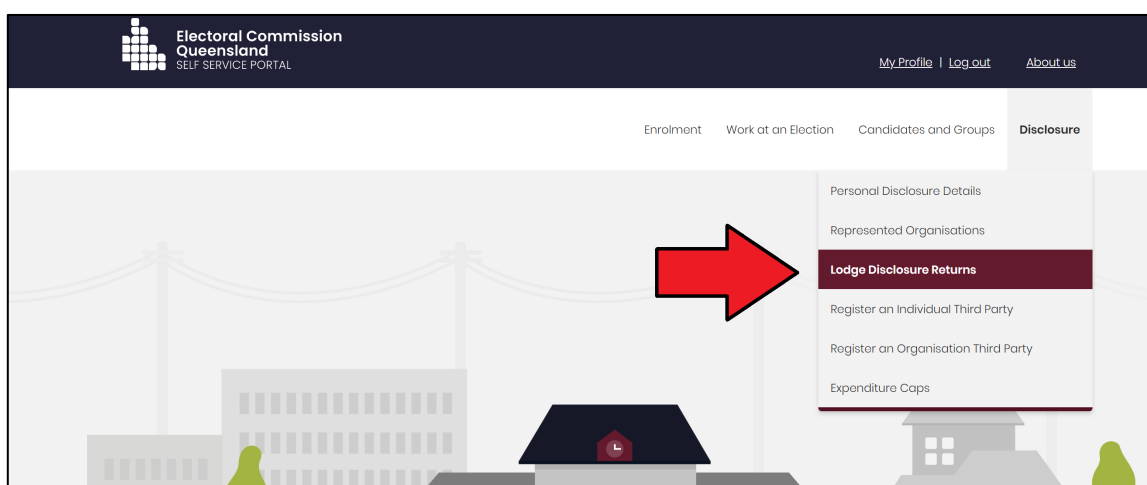 Electoral Commission
Queensland
SELF SERVICE PORTAL
My Profile | Log out About us
Enrolment Work at an Election Candidates and Groups Disclosure
Personal Disclosure Details
Represented Organisations
Lodge Disclosure Returns
Register an Individual Third Party
Register an Organisation Third Party
Expenditure Caps